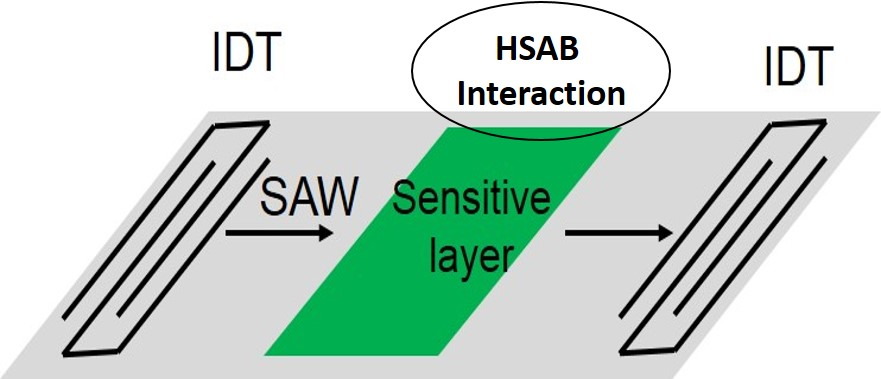 IDT
HSAB
Interaction
IDT
SAW
Sensitive
layer